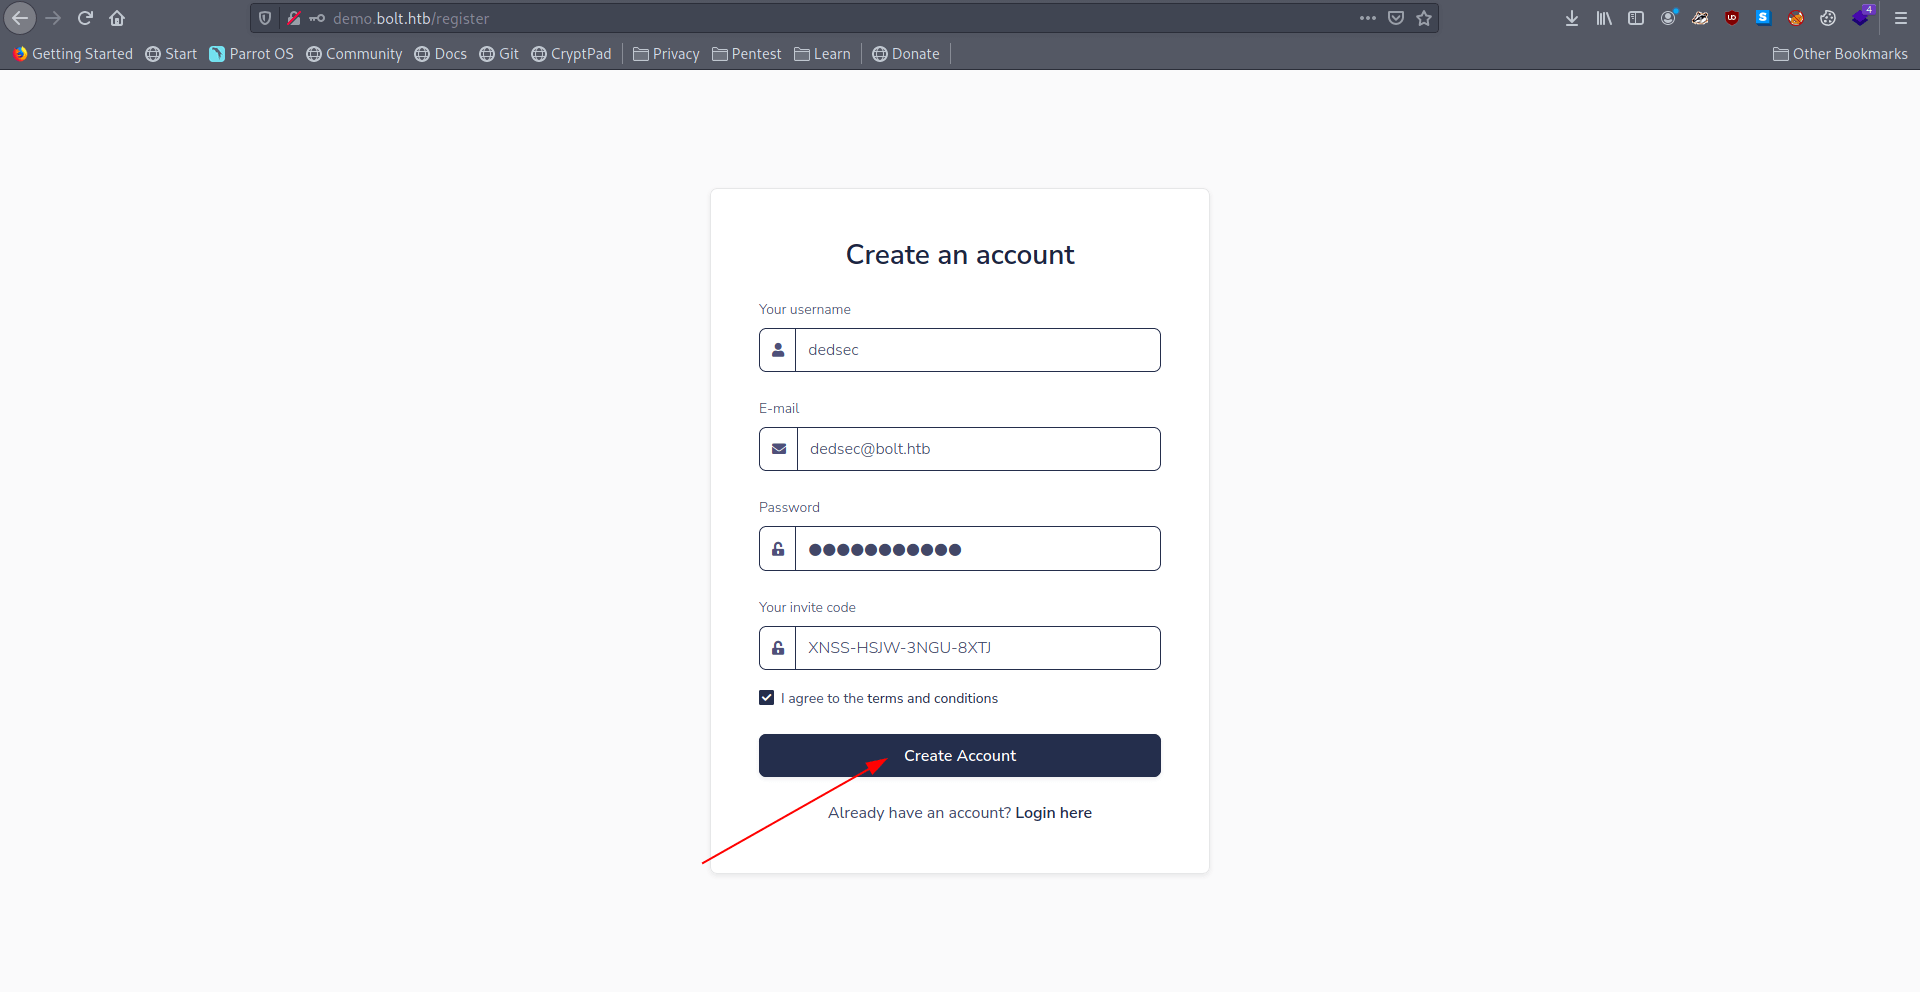 demo.bolt.htb/register
4
Getting Started Start Parrot OS Community Docs Git CryptPad Privacy Pentest Learn Donate Other Bookmarks
Create an account
Your username
dedsec
E-mail
dedsec@bolt.htb
Password
●●●●●●●●●●●
Your invite code
XNSS-HSJW-3NGU-8XTJ
I agree to the terms and conditions
Create Account
Already have an account? Login here